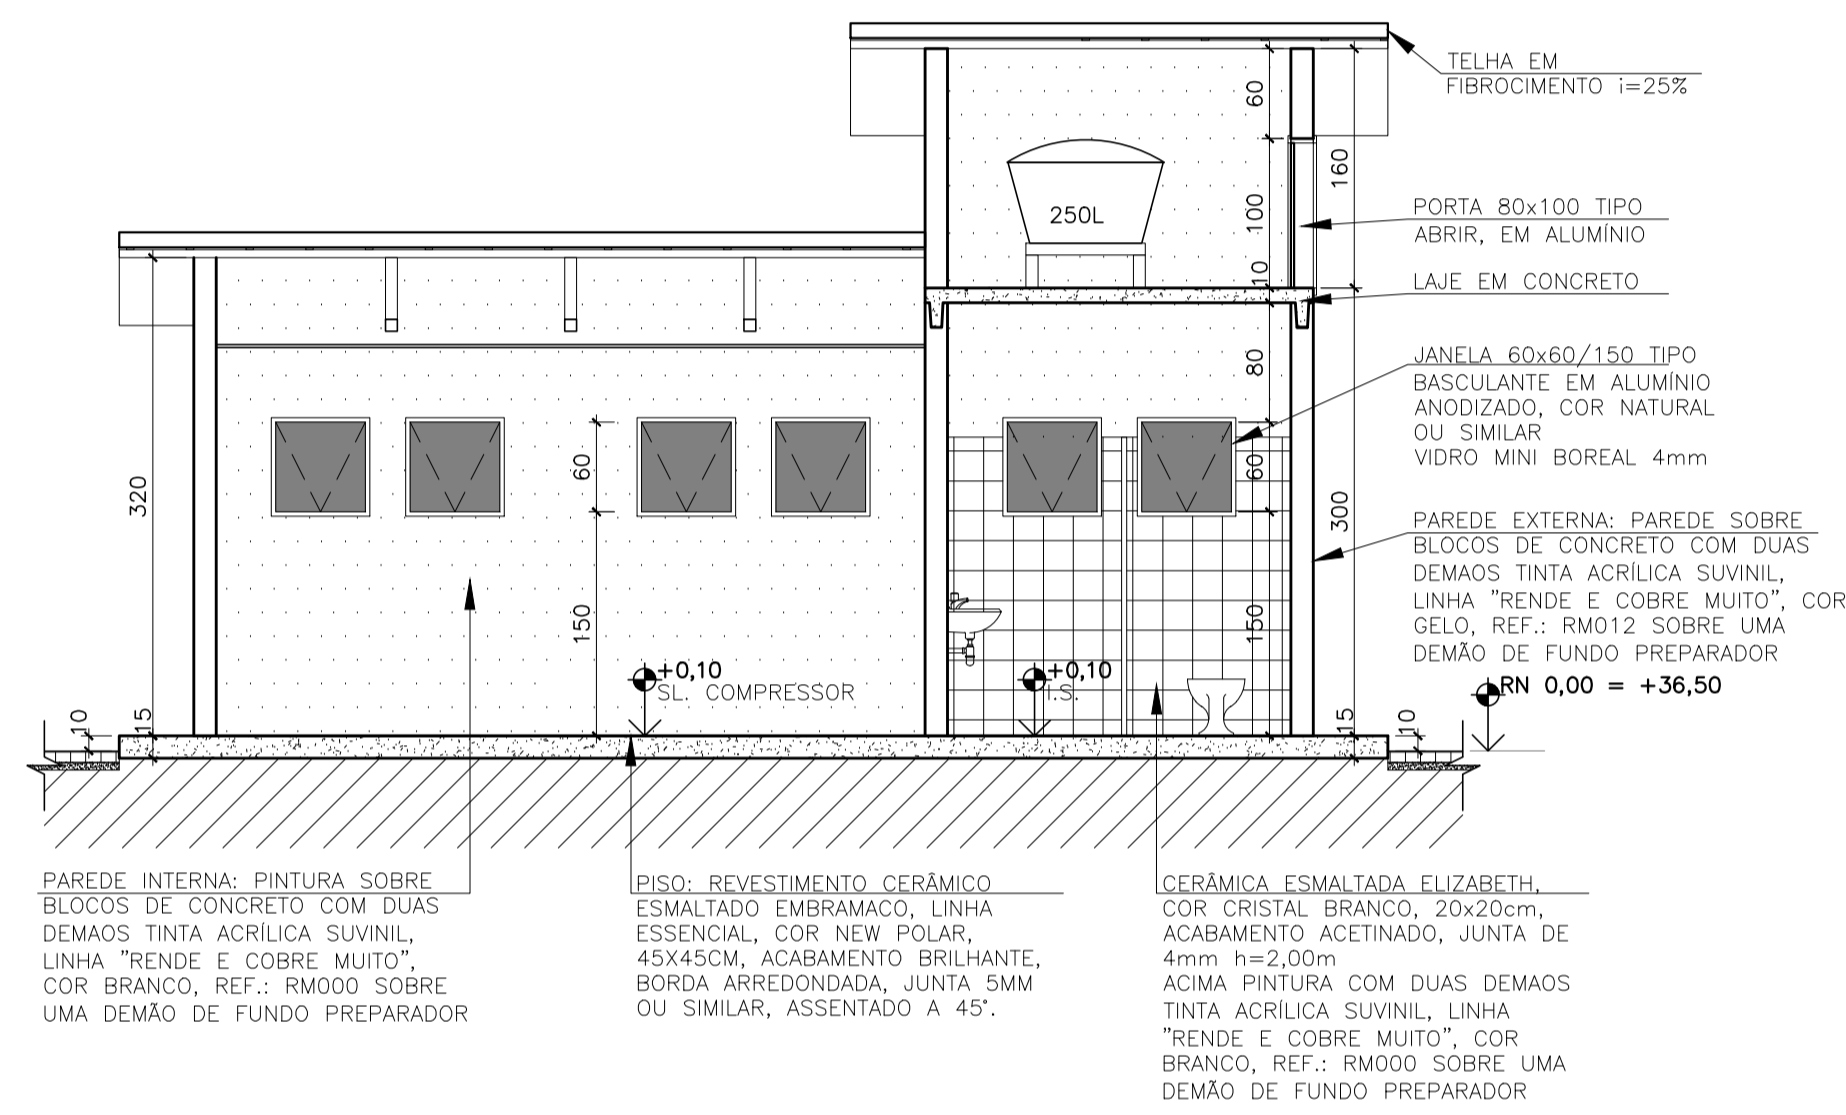 TELHA EM
FIBROCIMENTO i=25%
60
160
250L
100
PORTA 80x100 TIPO
ABRIR, EM ALUMÍNIO
10
LAJE EM CONCRETO
JANELA 60x60/150 TIPO
BASCULANTE EM ALUMÍNIO
ANODIZADO, COR NATURAL
OU SIMILAR
VIDRO MINI BOREAL 4mm
80
320
60
60
300
PAREDE EXTERNA: PAREDE SOBRE
BLOCOS DE CONCRETO COM DUAS
DEMAOS TINTA ACRÍLICA SUVINIL,
LINHA "RENDE E COBRE MUITO", COR
GELO, REF.: RM012 SOBRE UMA
DEMÃO DE FUNDO PREPARADOR
150
150
+0,10
SL. COMPRESSOR
+0,10
I.S.
RN 0,00 = +36,50
10
15
15
10
PAREDE INTERNA: PINTURA SOBRE
BLOCOS DE CONCRETO COM DUAS
DEMAOS TINTA ACRÍLICA SUVINIL,
LINHA "RENDE E COBRE MUITO",
COR BRANCO, REF.: RM000 SOBRE
UMA DEMÃO DE FUNDO PREPARADOR
PISO: REVESTIMENTO CERÂMICO
ESMALTADO EMBRAMACO, LINHA
ESSENCIAL, COR NEW POLAR,
45X45CM, ACABAMENTO BRILHANTE,
BORDA ARREDONDADA, JUNTA 5MM
OU SIMILAR, ASSENTADO A 45°.
CERÂMICA ESMALTADA ELIZABETH,
COR CRISTAL BRANCO, 20x20cm,
ACABAMENTO ACETINADO, JUNTA DE
4mm h=2,00m
ACIMA PINTURA COM DUAS DEMAOS
TINTA ACRÍLICA SUVINIL, LINHA
"RENDE E COBRE MUITO", COR
BRANCO, REF.: RM000 SOBRE UMA
DEMÃO DE FUNDO PREPARADOR